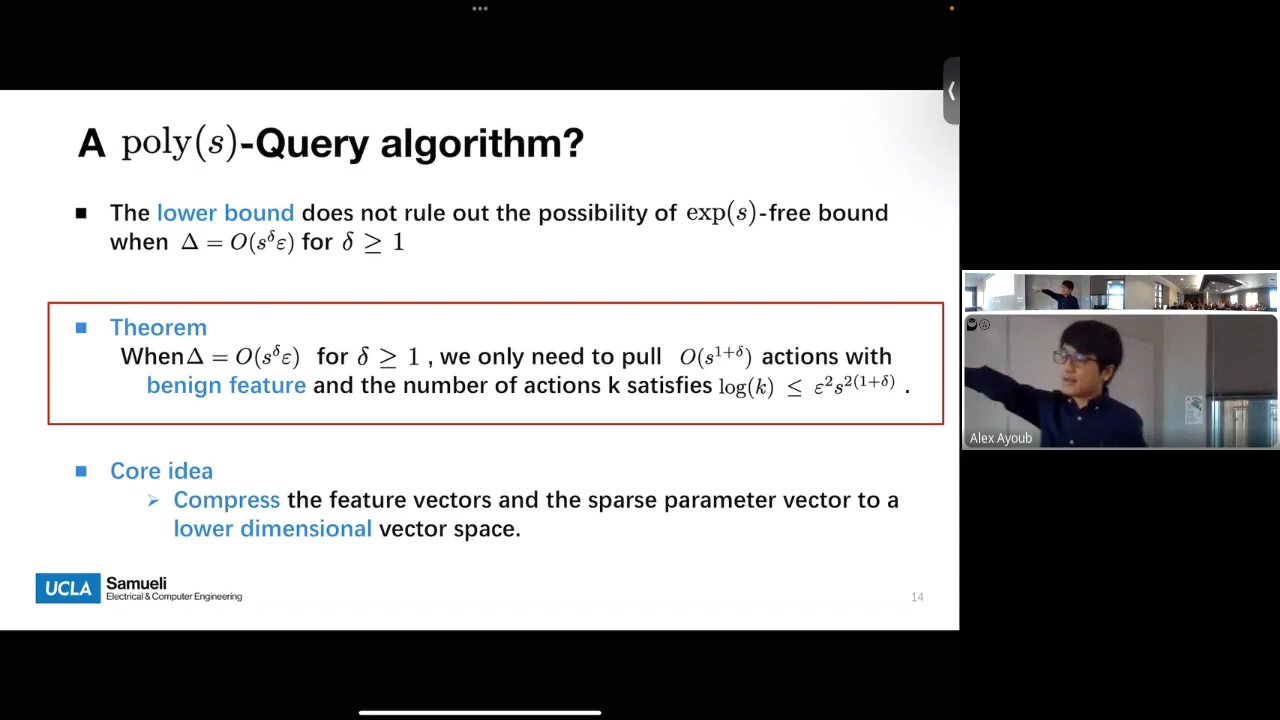 A poly(s)-Query algorithm?
■ The lower bound does not rule out the possibility of exp(s)-free bound
when Δ = O(s^δ ε) for δ ≥ 1
■ Theorem
When Δ = O(s^δ ε) for δ ≥ 1 , we only need to pull O(s^{1+δ}) actions with
benign feature and the number of actions k satisfies log(k) ≤ ε^2 s^{2(1+δ)} .
■ Core idea
➢ Compress the feature vectors and the sparse parameter vector to a
lower dimensional vector space.
UCLA Samueli
Electrical & Computer Engineering
14
Alex Ayoub